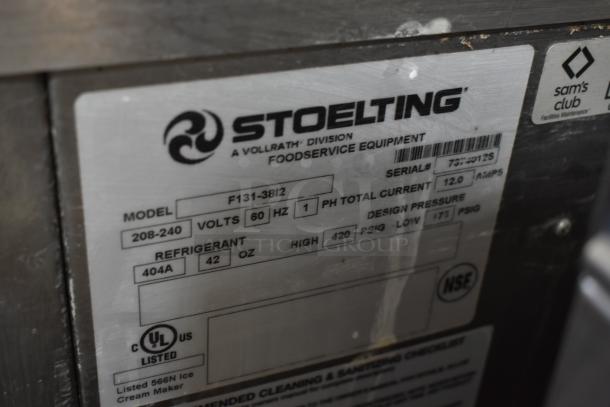 STOELTING
A VOLLRATH DIVISION
FOODSERVICE EQUIPMENT
MODEL F131-38I2 SERIAL#
208-240 VOLTS 60 HZ 1 PH TOTAL CURRENT 12.0 AMPS
REFRIGERANT DESIGN PRESSURE
404A 42 OZ HIGH 420 PSIG LOW PSIG
NSF
C UL US
LISTED
Listed 566N Ice
Cream Maker
CLEANING & SANITIZING CHECKLIST
sam's
club
Facilities Maintenance